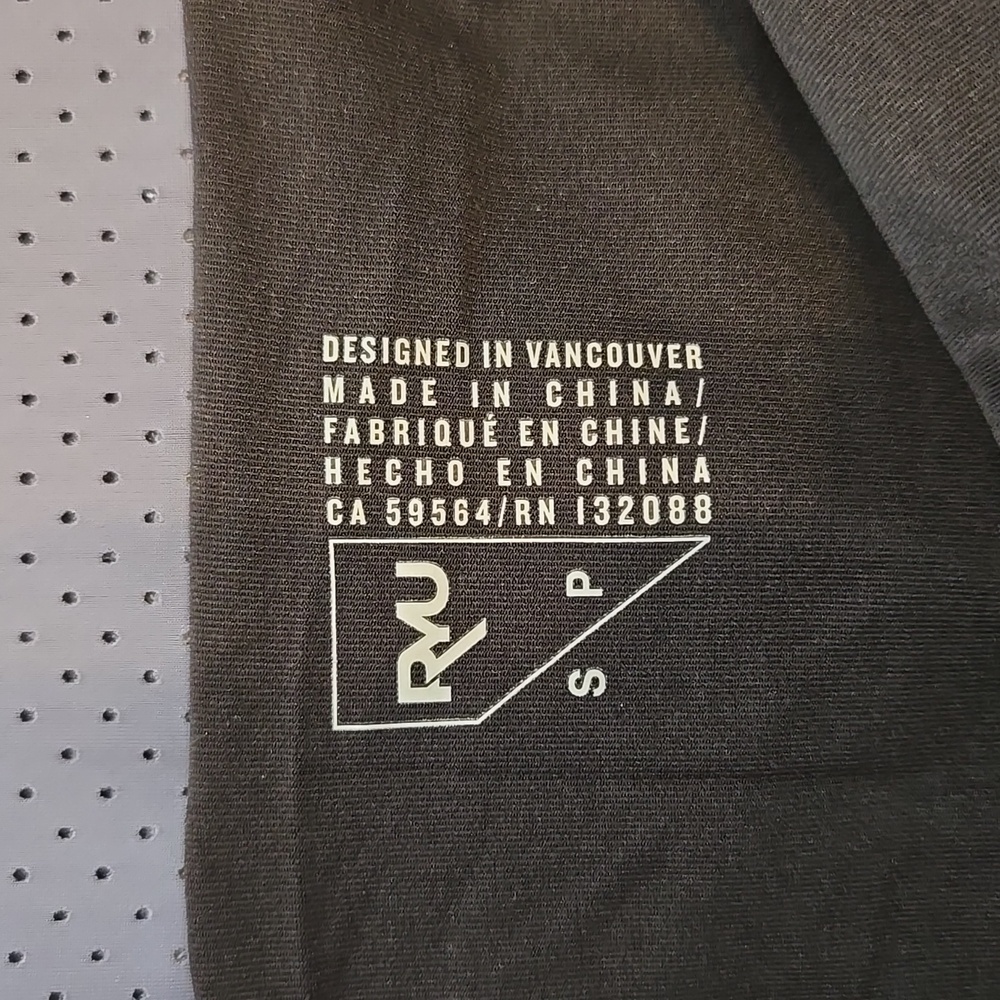 DESIGNED IN VANCOUVER
MADE IN CHINA/
FABRIQUÉ EN CHINE/
HECHO EN CHINA
CA 59564/RN 132088
RYU
S P